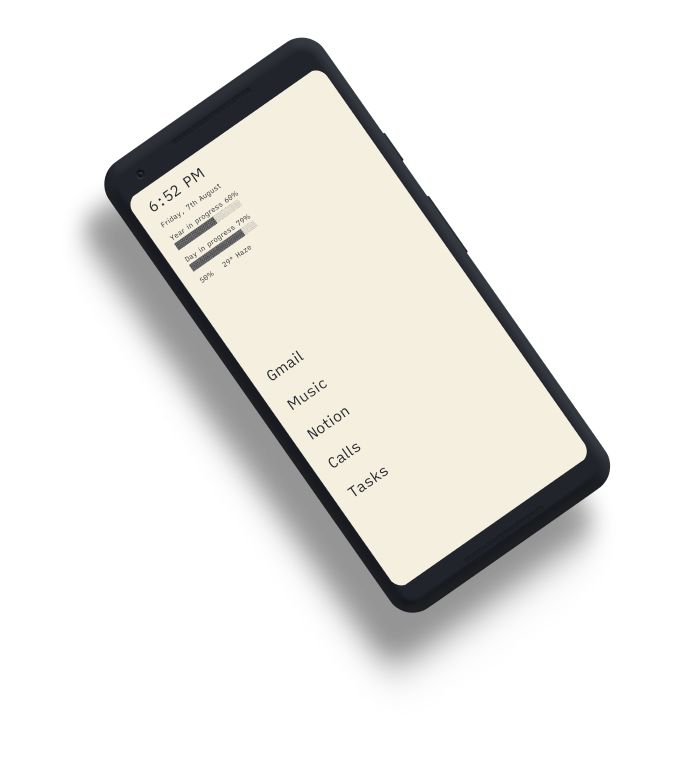 6:52 PM
Friday, 7th August
Year in progress 60%
Day in progress 79%
50% 29° Haze
Gmail
Music
Notion
Calls
Tasks